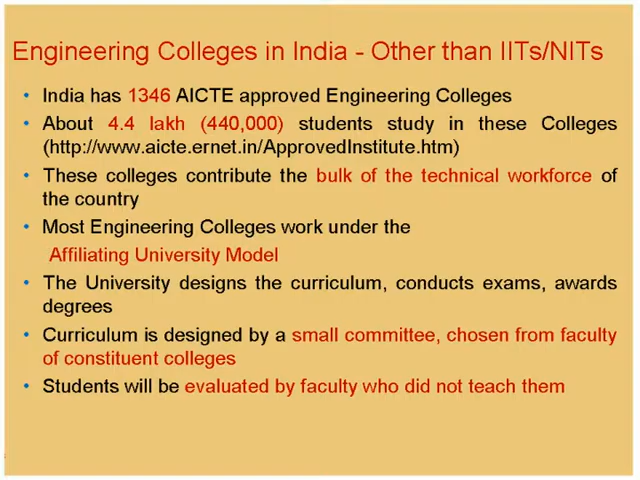 Engineering Colleges in India - Other than IITs/NITs
• India has 1346 AICTE approved Engineering Colleges
• About 4.4 lakh (440,000) students study in these Colleges
(http://www.aicte.ernet.in/ApprovedInstitute.htm)
• These colleges contribute the bulk of the technical workforce of
the country
• Most Engineering Colleges work under the
Affiliating University Model
• The University designs the curriculum, conducts exams, awards
degrees
• Curriculum is designed by a small committee, chosen from faculty
of constituent colleges
• Students will be evaluated by faculty who did not teach them